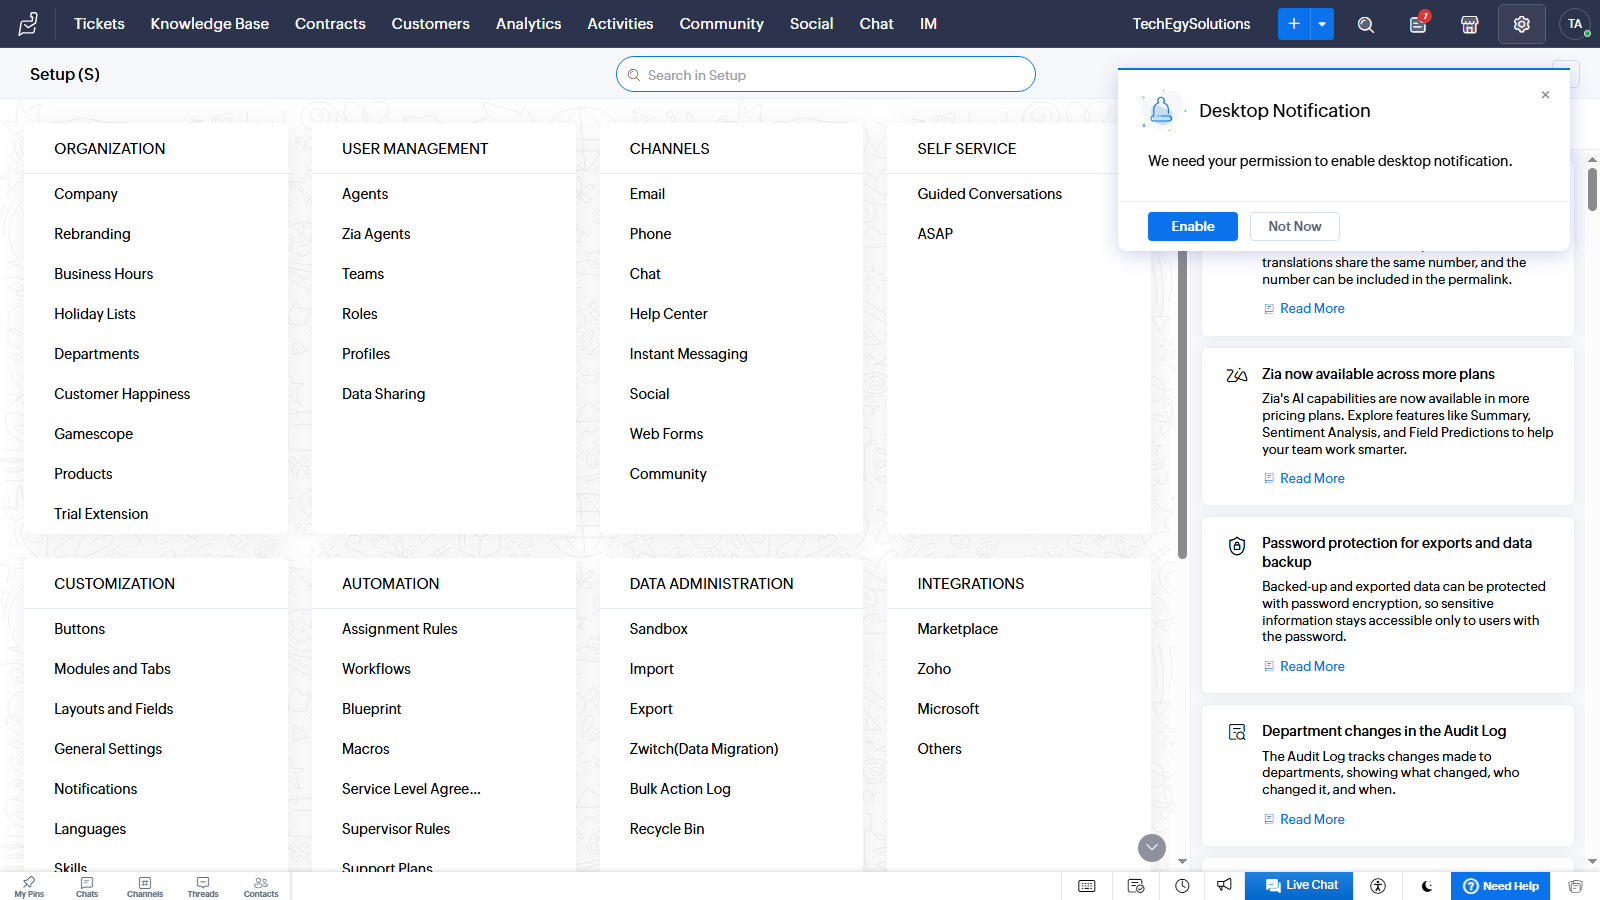 Tickets
Knowledge Base
Contracts
Customers
Analytics
Activities
Community
Social
Chat
IM
TechEgySolutions
7
TA
Setup (S)
Search in Setup
Desktop Notification
We need your permission to enable desktop notification.
Enable
Not Now
ORGANIZATION
Company
Rebranding
Business Hours
Holiday Lists
Departments
Customer Happiness
Gamescope
Products
Trial Extension
USER MANAGEMENT
Agents
Zia Agents
Teams
Roles
Profiles
Data Sharing
CHANNELS
Email
Phone
Chat
Help Center
Instant Messaging
Social
Web Forms
Community
SELF SERVICE
Guided Conversations
ASAP
CUSTOMIZATION
Buttons
Modules and Tabs
Layouts and Fields
General Settings
Notifications
Languages
Skills
AUTOMATION
Assignment Rules
Workflows
Blueprint
Macros
Service Level Agree...
Supervisor Rules
Support Plans
DATA ADMINISTRATION
Sandbox
Import
Export
Zwitch(Data Migration)
Bulk Action Log
Recycle Bin
INTEGRATIONS
Marketplace
Zoho
Microsoft
Others
translations share the same number, and the
number can be included in the permalink.
Read More
Zia now available across more plans
Zia's AI capabilities are now available in more
pricing plans. Explore features like Summary,
Sentiment Analysis, and Field Predictions to help
your team work smarter.
Read More
Password protection for exports and data
backup
Backed-up and exported data can be protected
with password encryption, so sensitive
information stays accessible only to users with
the password.
Read More
Department changes in the Audit Log
The Audit Log tracks changes made to
departments, showing what changed, who
changed it, and when.
Read More
My Pins
Chats
Channels
Threads
Contacts
Live Chat
Need Help